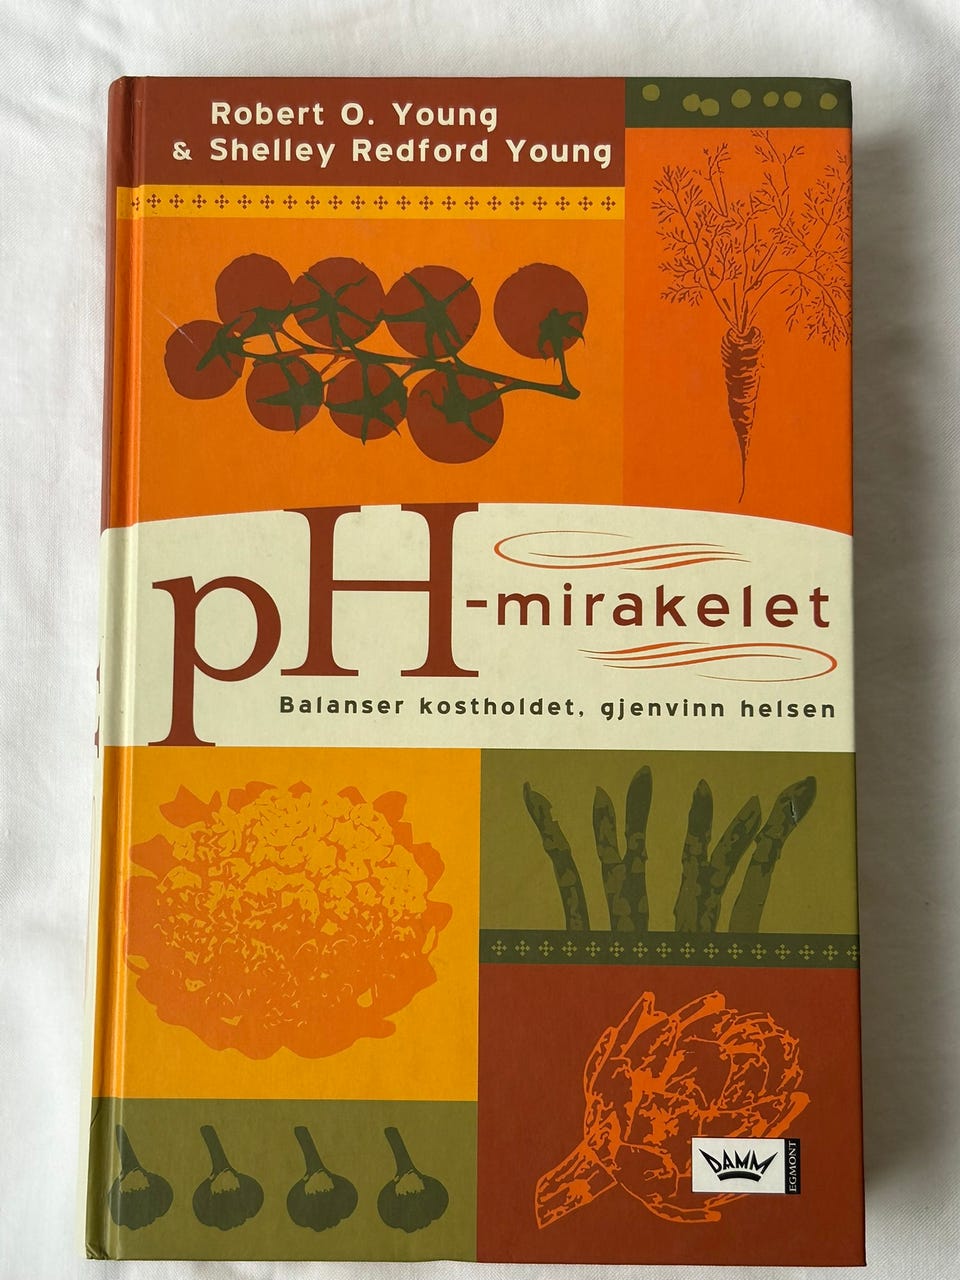 Robert O. Young
& Shelley Redford Young
pH-mirakelet
Balanser kostholdet, gjenvinn helsen
DAMM
EGMONT